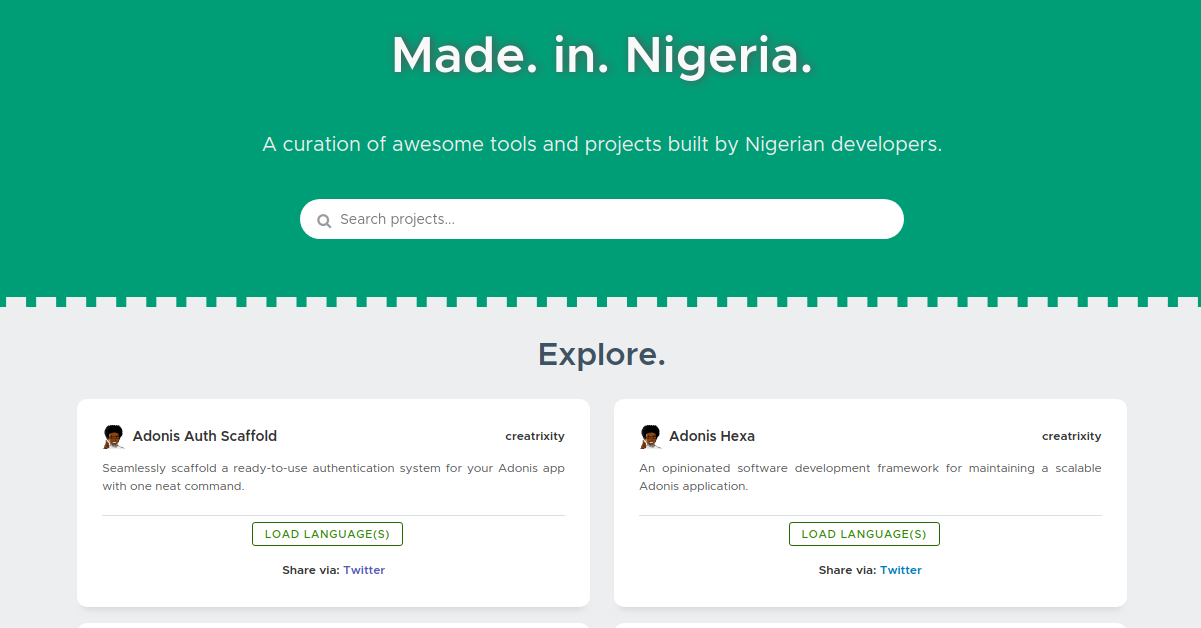 Made. in. Nigeria.
A curation of awesome tools and projects built by Nigerian developers.
Search projects...
Explore.
Adonis Auth Scaffold
creatrixity
Seamlessly scaffold a ready-to-use authentication system for your Adonis app
with one neat command.
LOAD LANGUAGE(S)
Share via: Twitter
Adonis Hexa
creatrixity
An opinionated software development framework for maintaining a scalable
Adonis application.
LOAD LANGUAGE(S)
Share via: Twitter